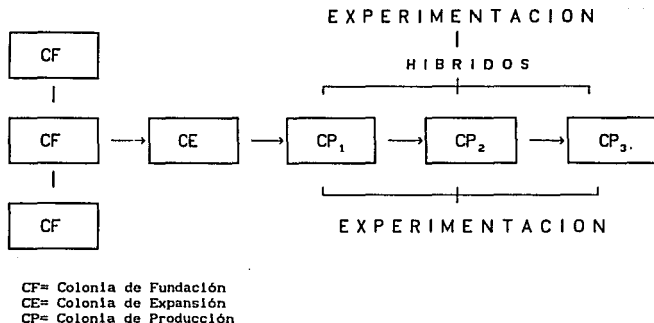 EXPERIMENTACION
HIBRIDOS
CF
CF
CE
CP1
CP2
CP3.
CF
EXPERIMENTACION
CF= Colonia de Fundación
CE= Colonia de Expansión
CP= Colonia de Producción